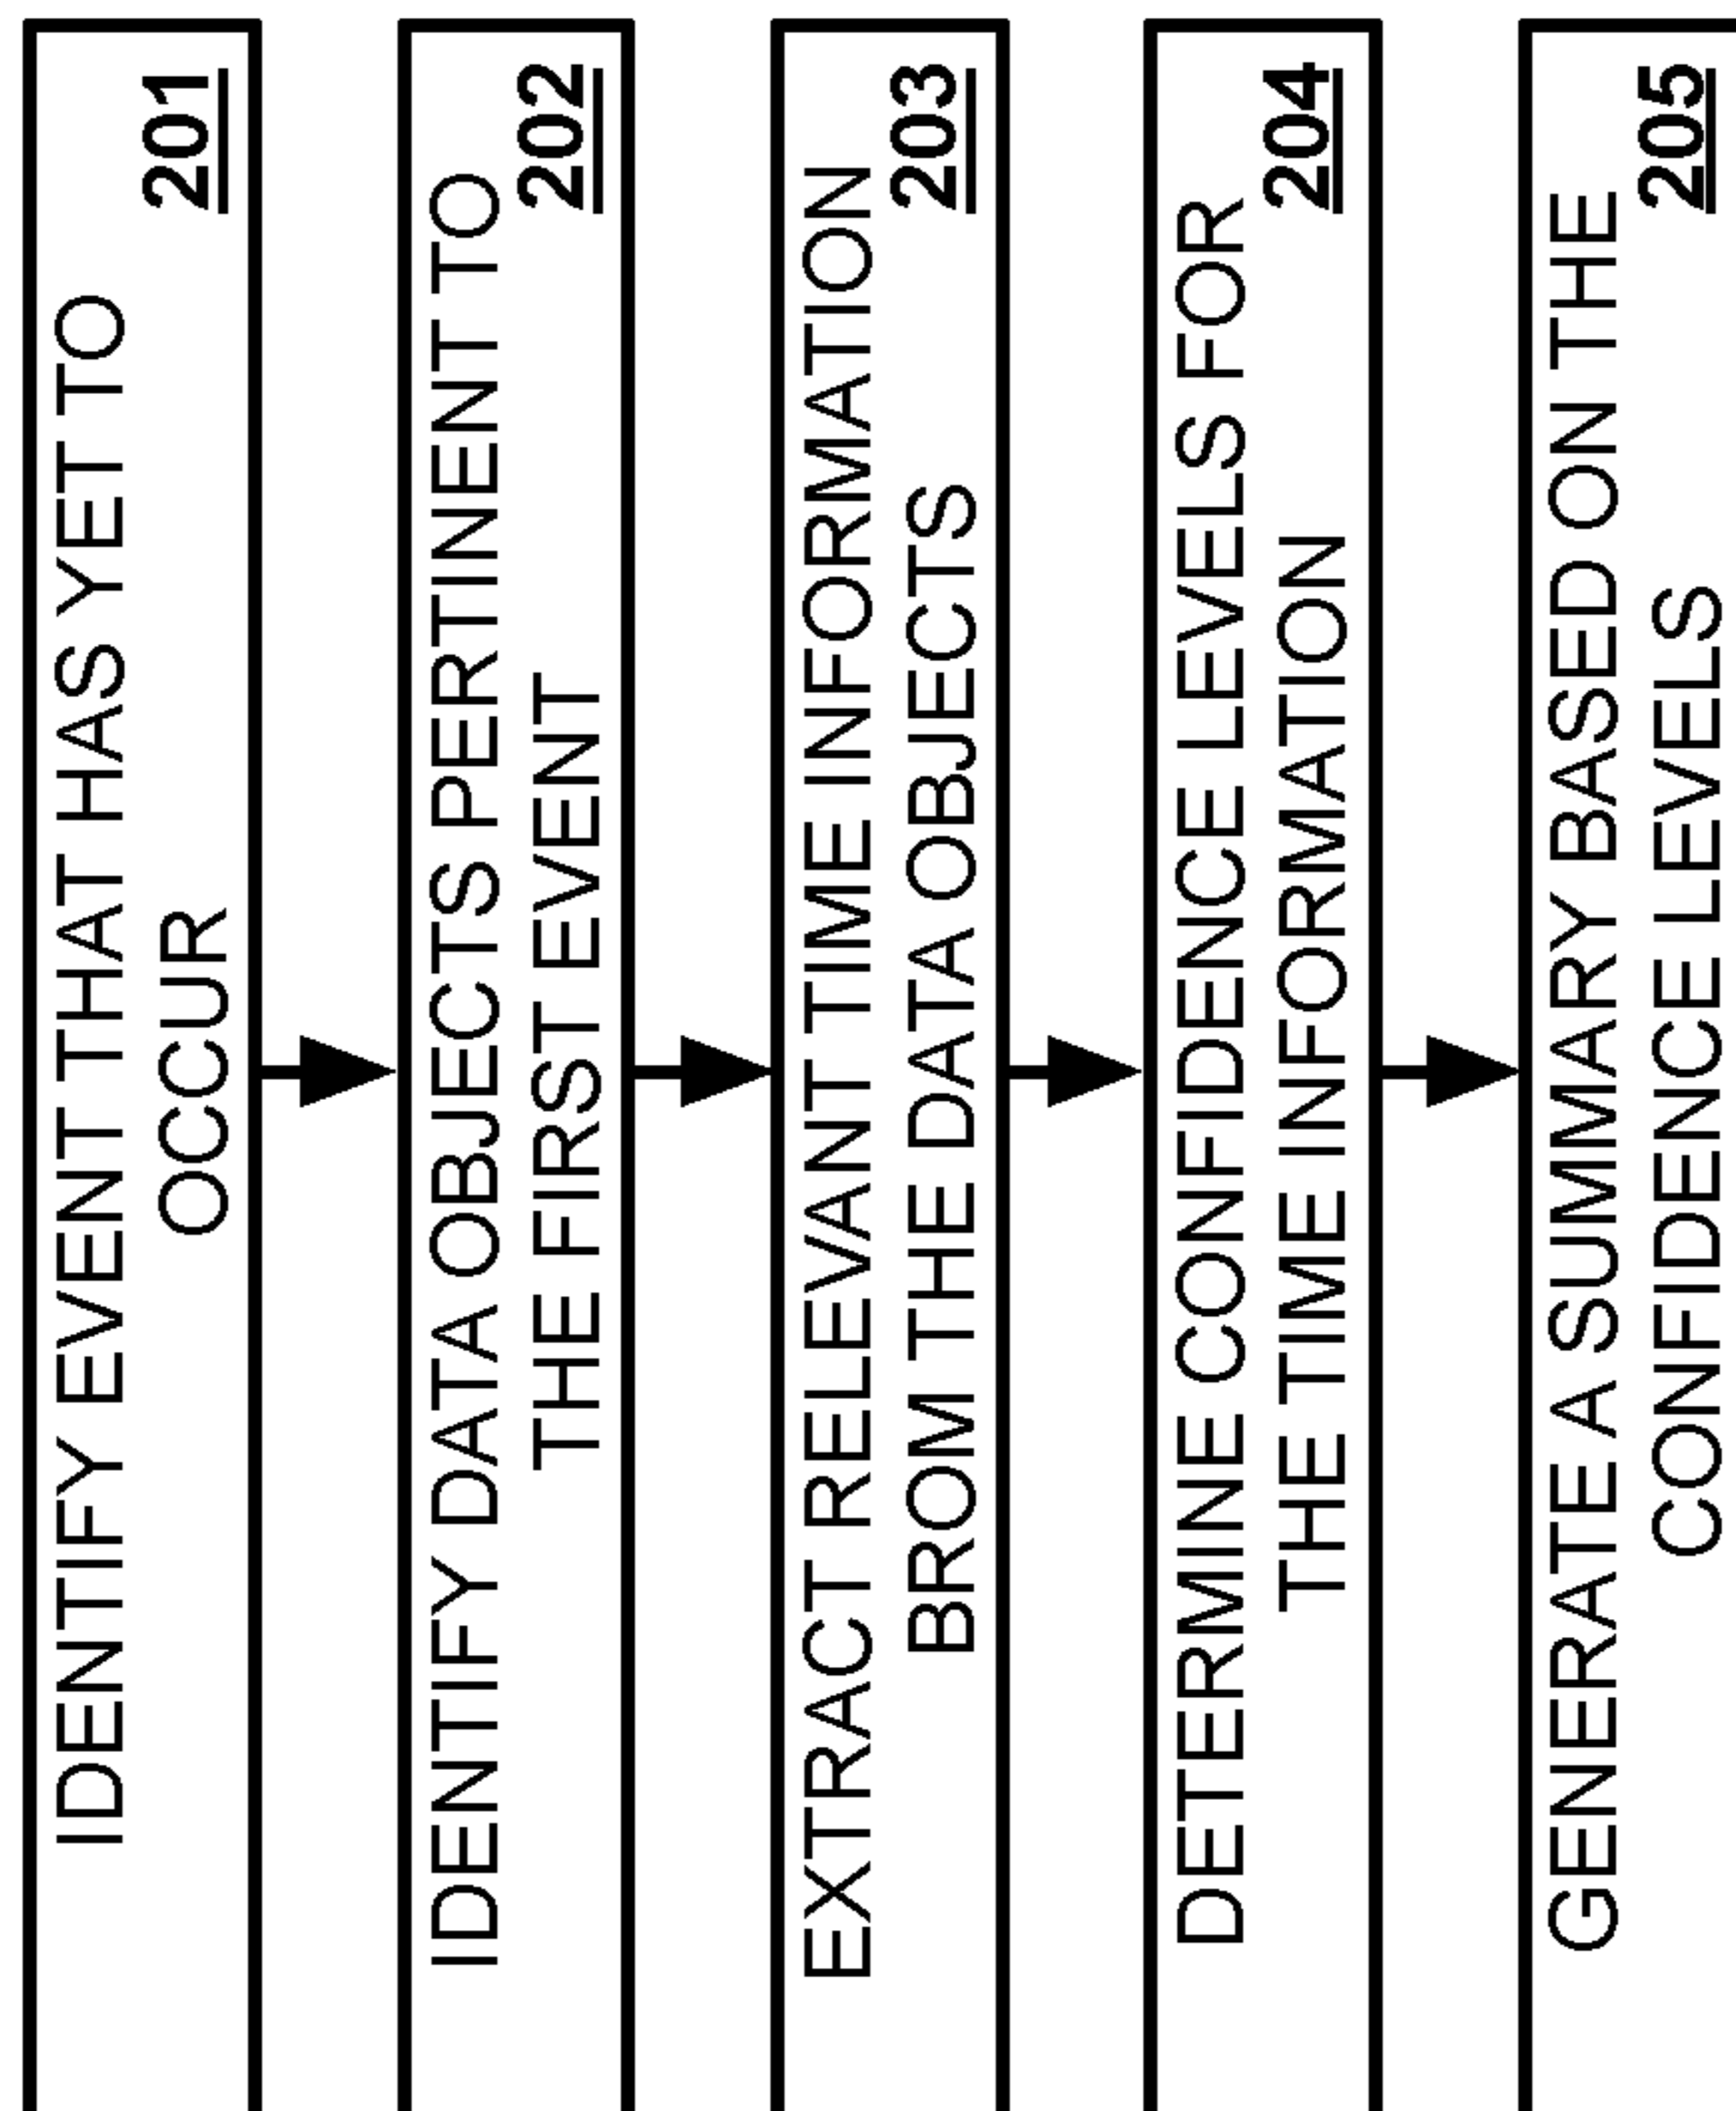 IDENTIFY EVENT THAT HAS YET TO
OCCUR
201
IDENTIFY DATA OBJECTS PERTINENT TO
THE FIRST EVENT
202
EXTRACT RELEVANT TIME INFORMATION
BROM THE DATA OBJECTS
203
DETERMINE CONFIDENCE LEVELS FOR
THE TIME INFORMATION
204
GENERATE A SUMMARY BASED ON THE
CONFIDENCE LEVELS
205